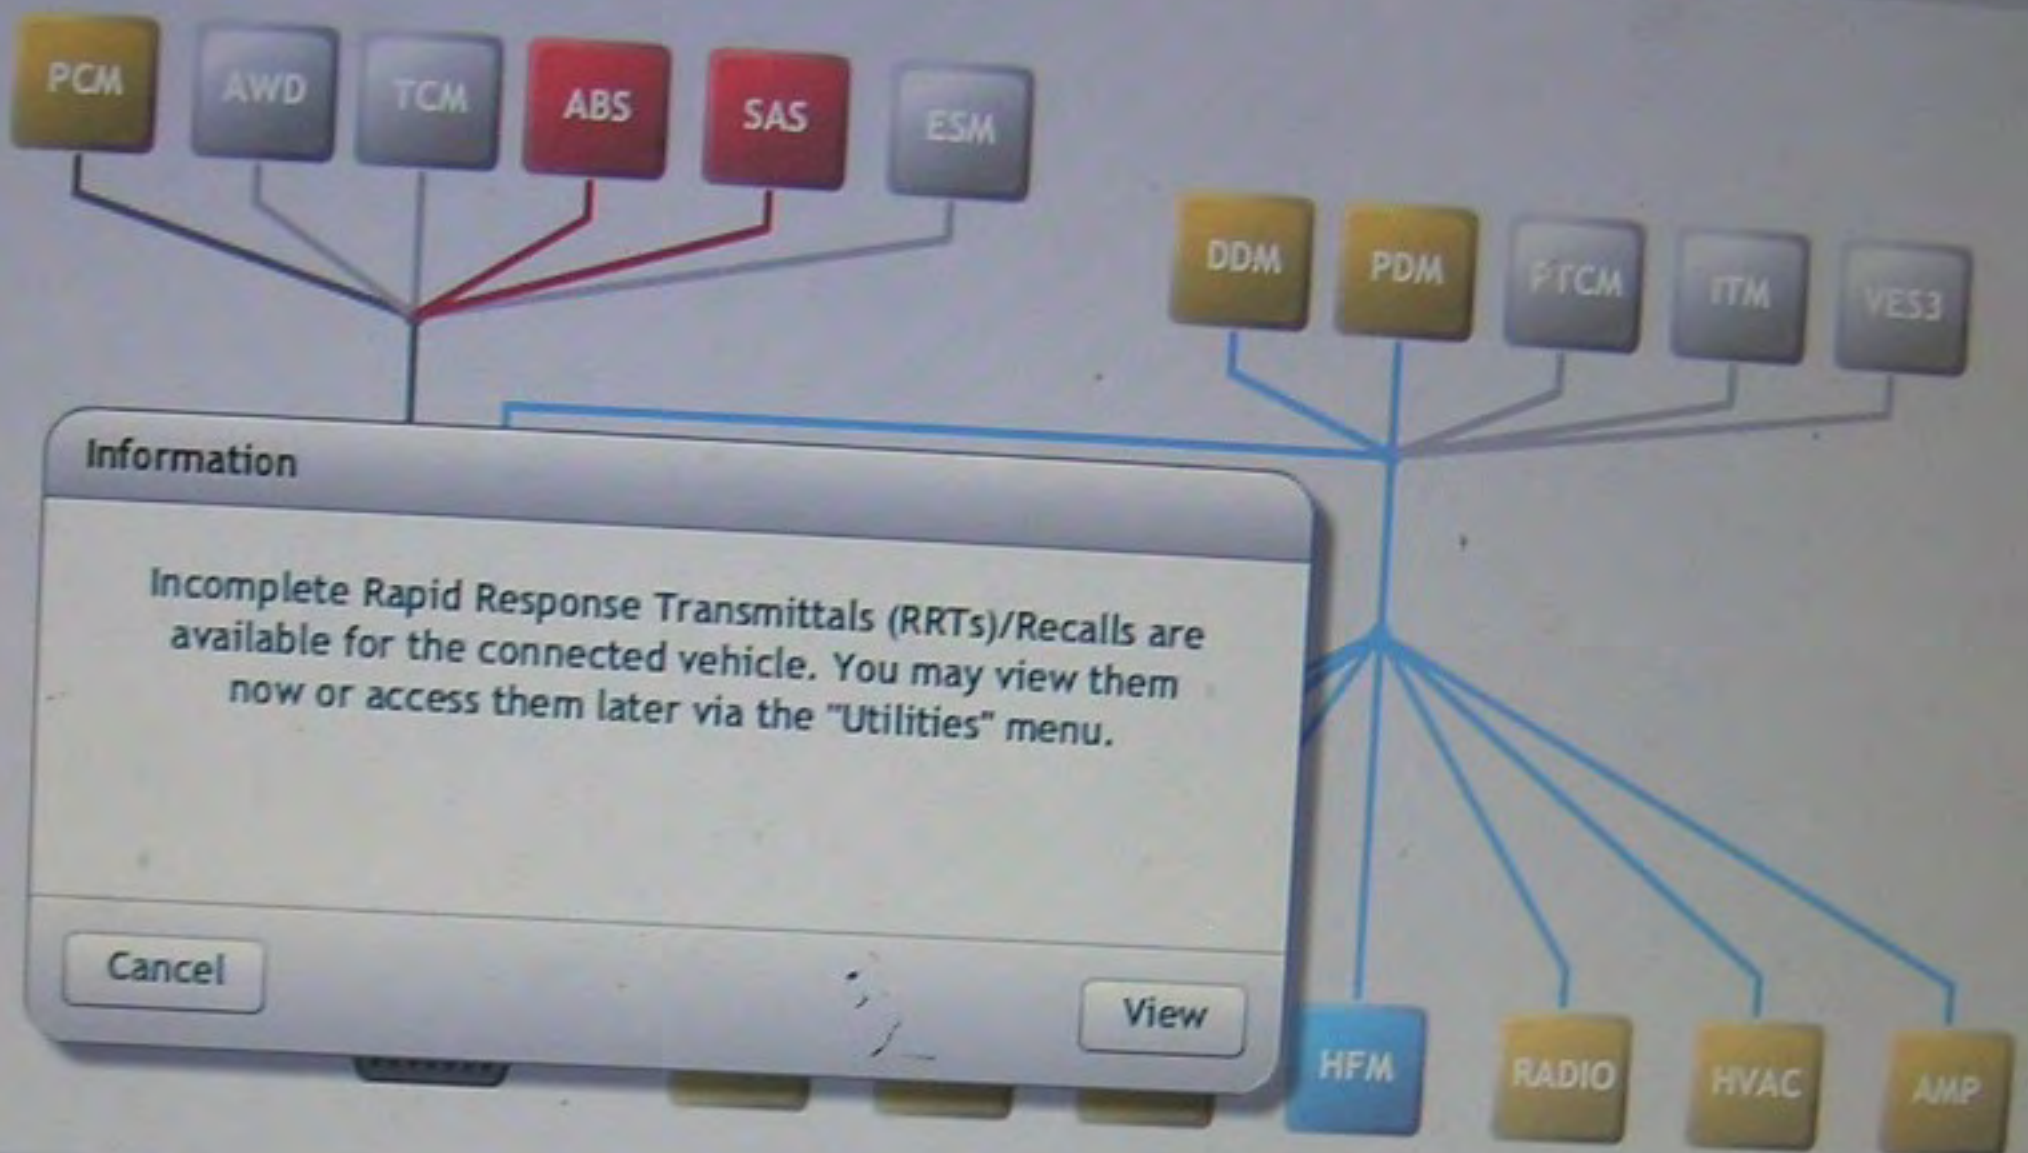 PCM
AWD
TCM
ABS
SAS
ESM
DDM
PDM
PTCM
ITM
VES3
Information
Incomplete Rapid Response Transmittals (RRTs)/Recalls are
available for the connected vehicle. You may view them
now or access them later via the "Utilities" menu.
Cancel
View
HFM
RADIO
HVAC
AMP